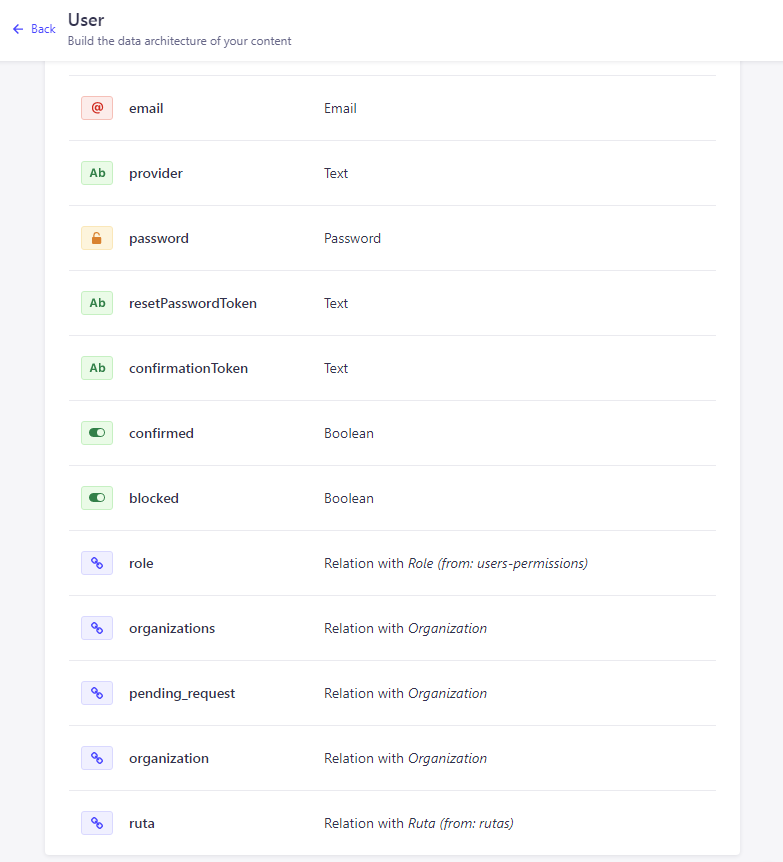 Back
User
Build the data architecture of your content
@ email Email
Ab provider Text
password Password
Ab resetPasswordToken Text
Ab confirmationToken Text
confirmed Boolean
blocked Boolean
role Relation with Role (from: users-permissions)
organizations Relation with Organization
pending_request Relation with Organization
organization Relation with Organization
ruta Relation with Ruta (from: rutas)